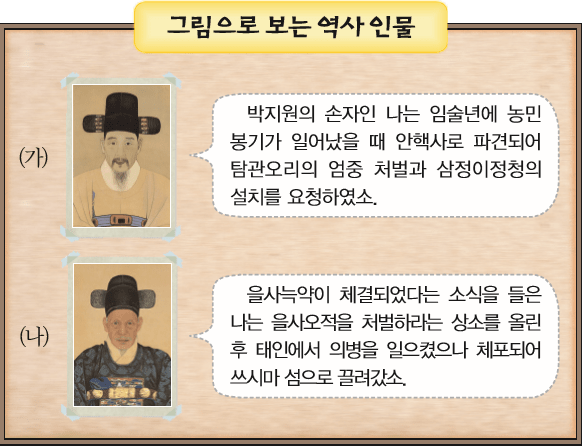 그림으로 보는 역사 인물
(가)
박지원의 손자인 나는 임술년에 농민
봉기가 일어났을 때 안핵사로 파견되어
탐관오리의 엄중 처벌과 삼정이정청의
설치를 요청하였소.
(나)
을사늑약이 체결되었다는 소식을 들은
나는 을사오적을 처벌하라는 상소를 올린
후 태인에서 의병을 일으켰으나 체포되어
쓰시마 섬으로 끌려갔소.